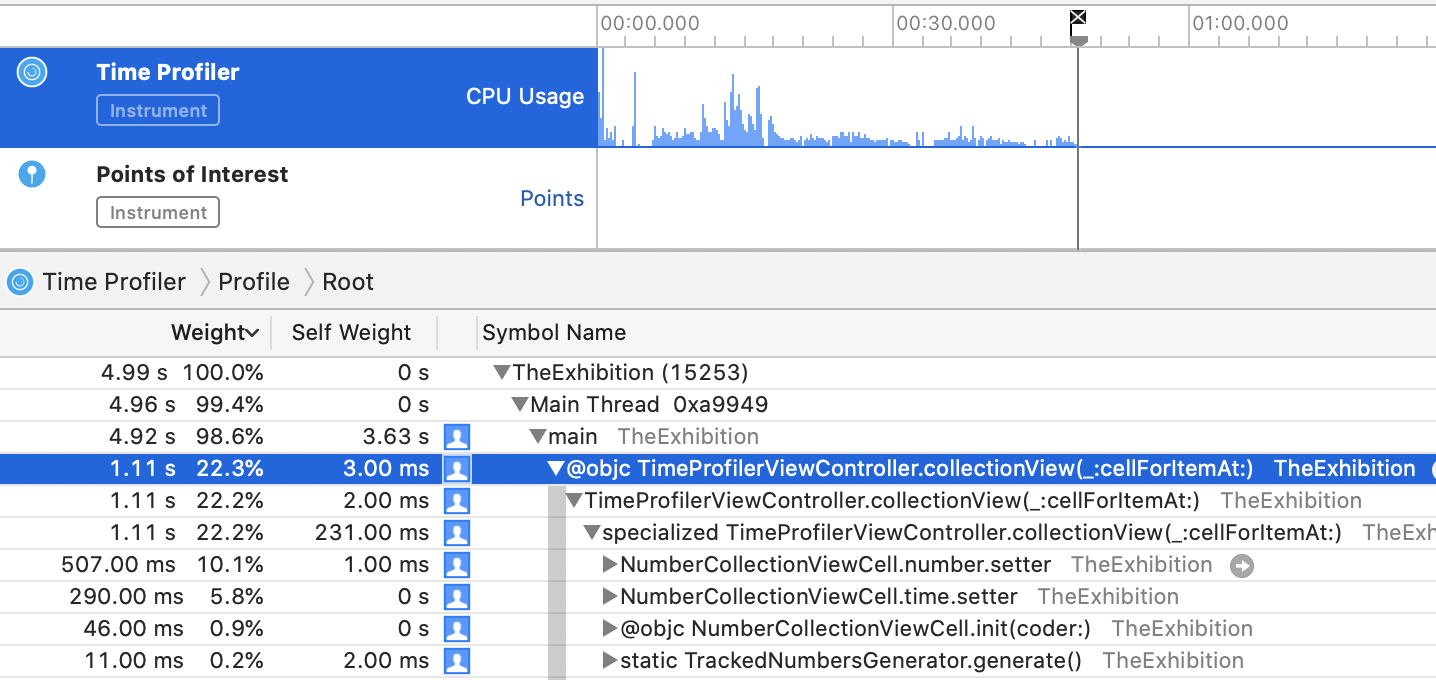 00:00.000 00:30.000 01:00.000
Time Profiler
Instrument
CPU Usage
Points of Interest
Instrument
Points
Time Profiler Profile Root
Weight Self Weight Symbol Name
4.99 s 100.0% 0 s TheExhibition (15253)
4.96 s 99.4% 0 s Main Thread 0xa9949
4.92 s 98.6% 3.63 s main TheExhibition
1.11 s 22.3% 3.00 ms @objc TimeProfilerViewController.collectionView(_:cellForItemAt:) TheExhibition
1.11 s 22.2% 2.00 ms TimeProfilerViewController.collectionView(_:cellForItemAt:) TheExhibition
1.11 s 22.2% 231.00 ms specialized TimeProfilerViewController.collectionView(_:cellForItemAt:) TheExh
507.00 ms 10.1% 1.00 ms NumberCollectionViewCell.number.setter TheExhibition
290.00 ms 5.8% 0 s NumberCollectionViewCell.time.setter TheExhibition
46.00 ms 0.9% 0 s @objc NumberCollectionViewCell.init(coder:) TheExhibition
11.00 ms 0.2% 2.00 ms static TrackedNumbersGenerator.generate() TheExhibition